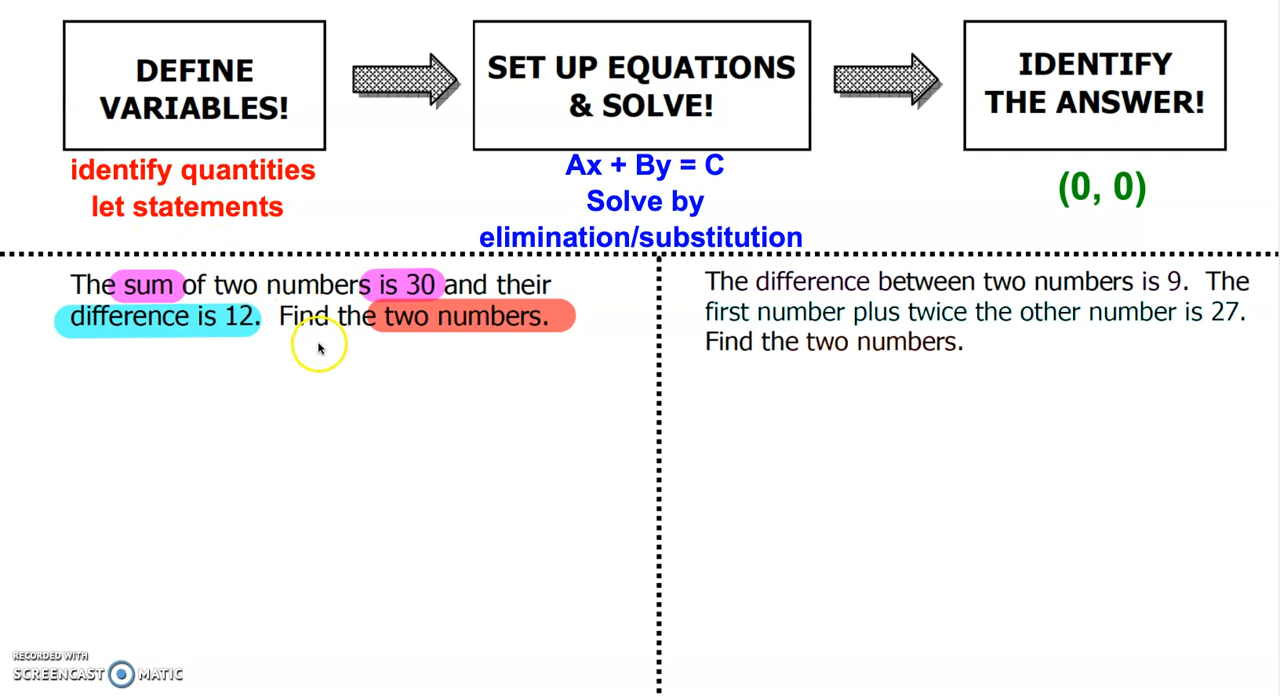 DEFINE
VARIABLES!
identify quantities
let statements
SET UP EQUATIONS
& SOLVE!
Ax + By = C
Solve by
elimination/substitution
IDENTIFY
THE ANSWER!
(0, 0)
The sum of two numbers is 30 and their
difference is 12. Find the two numbers.
The difference between two numbers is 9. The
first number plus twice the other number is 27.
Find the two numbers.
RECORDED WITH
SCREENCAST MATIC